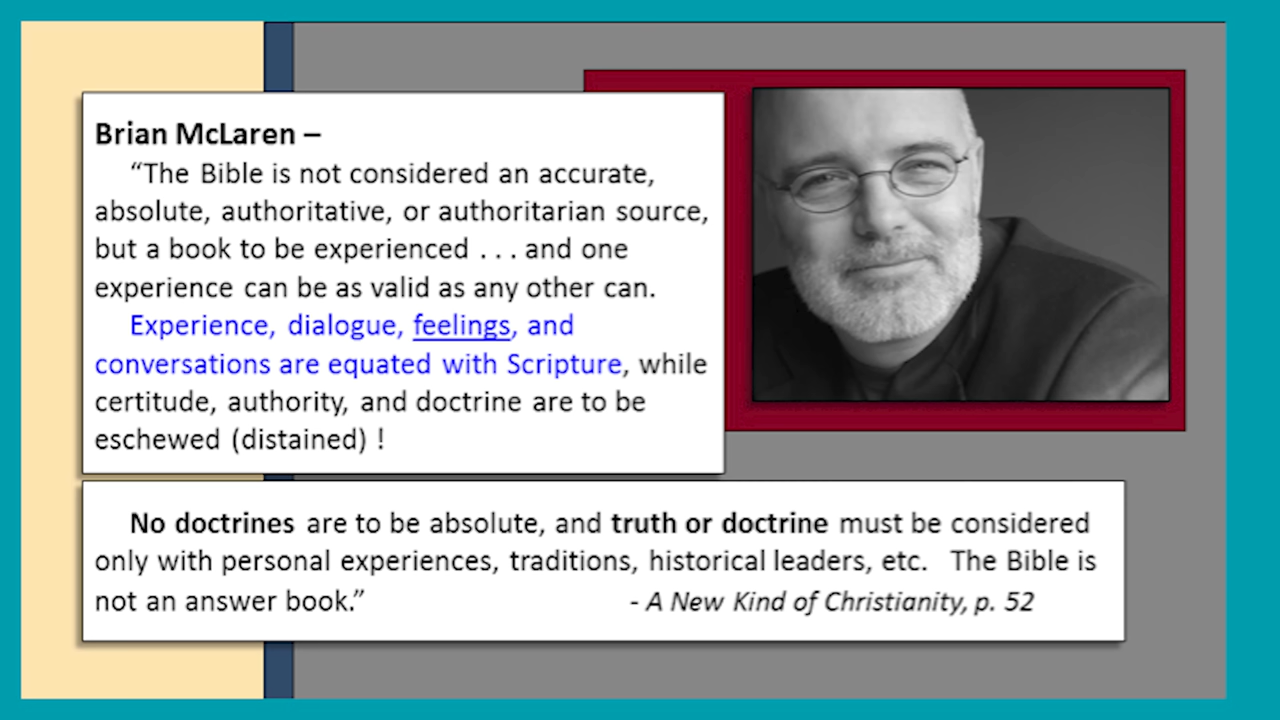 Brian McLaren –
“The Bible is not considered an accurate,
absolute, authoritative, or authoritarian source,
but a book to be experienced . . . and one
experience can be as valid as any other can.
Experience, dialogue, feelings, and
conversations are equated with Scripture, while
certitude, authority, and doctrine are to be
eschewed (distained) !
No doctrines are to be absolute, and truth or doctrine must be considered
only with personal experiences, traditions, historical leaders, etc. The Bible is
not an answer book.” - A New Kind of Christianity, p. 52